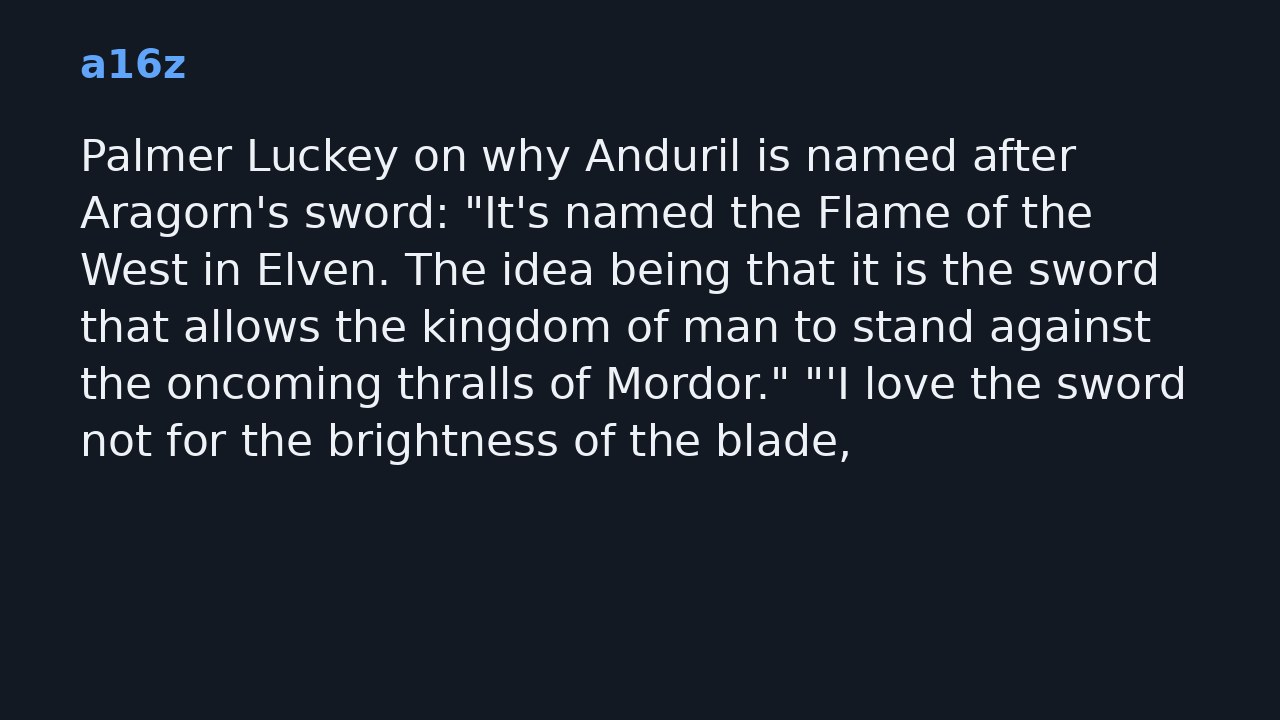 a16z
Palmer Luckey on why Anduril is named after
Aragorn's sword: "It's named the Flame of the
West in Elven. The idea being that it is the sword
that allows the kingdom of man to stand against
the oncoming thralls of Mordor." "'I love the sword
not for the brightness of the blade,